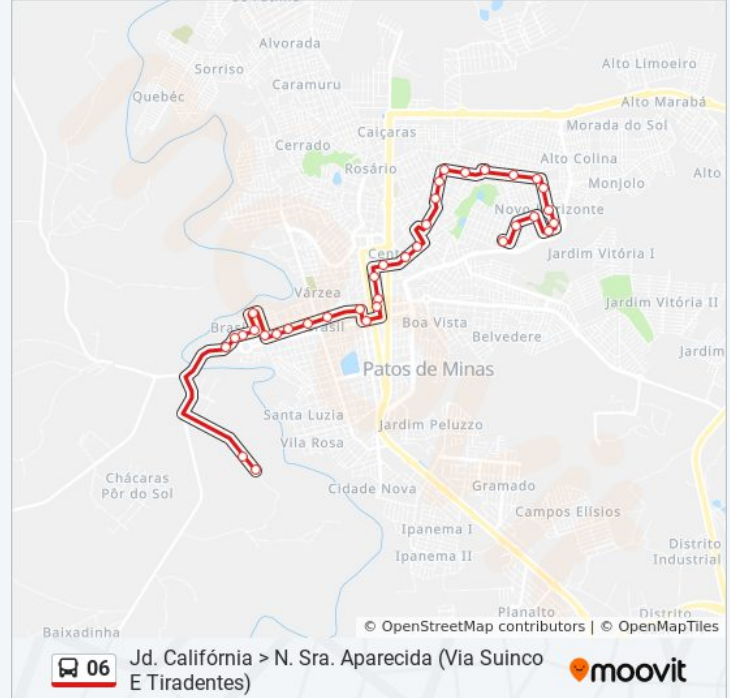 Alvorada
Sorriso
Alto Limoeiro
Caramuru
Quebéc
Alto Marabá
Caiçaras
Morada do Sol
Cerrado
Alto Colina
Rosário
Monjolo
Alto
Novo Horizonte
Centro
Jardim Vitória I
Várzea
Jardim Vitória II
Brasil
Brasil
Boa Vista
Belvedere
Jardim
Patos de Minas
Santa Luzia
Jardim Peluzzo
Vila Rosa
Chácaras
Pôr do Sol
Cidade Nova
Gramado
Campos Elísios
Ipanema I
Ipanema II
Distrito
Industrial
Planalto
Distrito
Baixadinha
© OpenStreetMap contributors | © OpenMapTiles
06
Jd. Califórnia > N. Sra. Aparecida (Via Suinco
E Tiradentes)
moovit